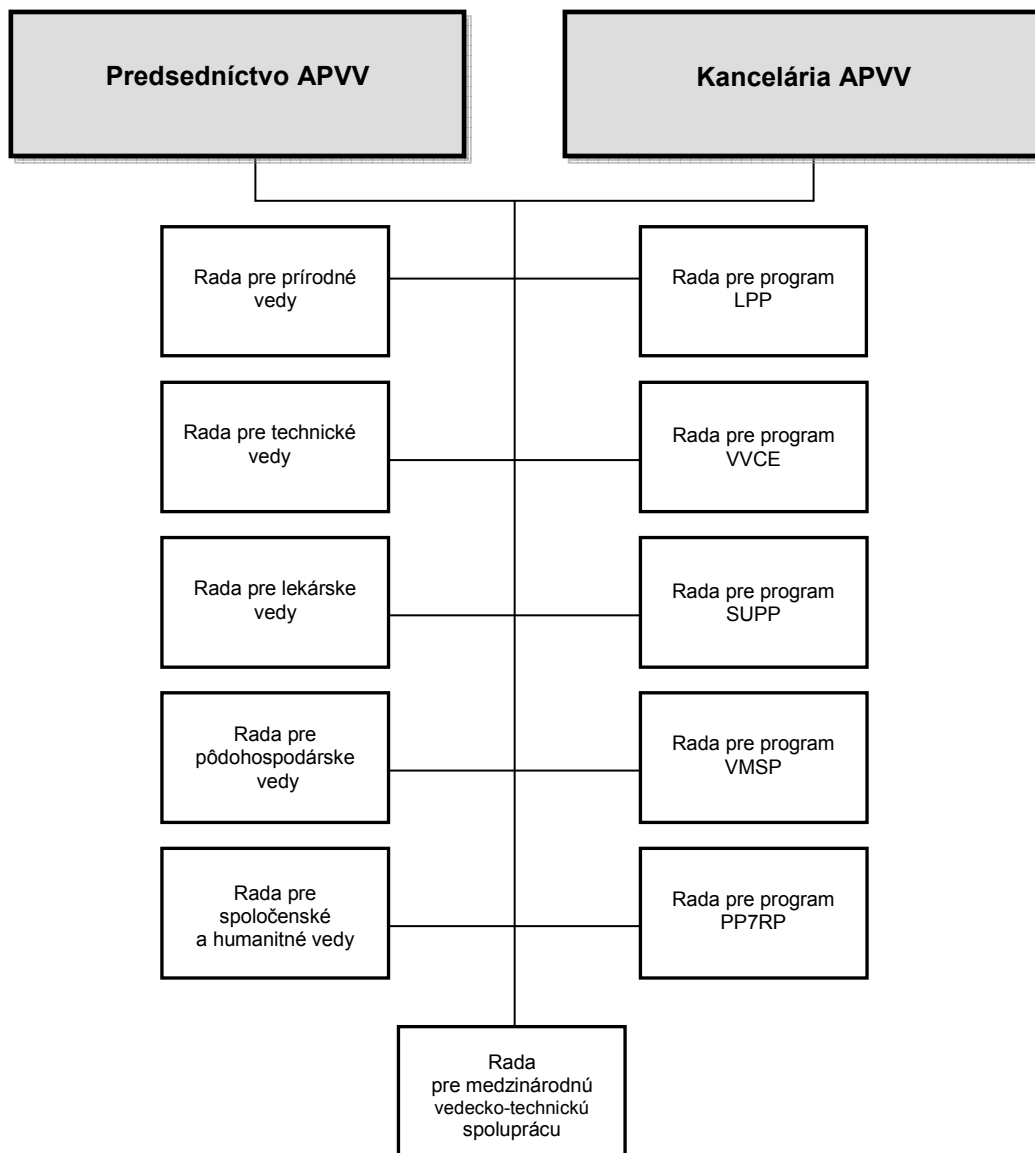 Predsedníctvo APVV
Kancelária APVV
Rada pre prírodné
vedy
Rada pre program
LPP
Rada pre technické
vedy
Rada pre program
VVCE
Rada pre lekárske
vedy
Rada pre program
SUPP
Rada pre
pôdohospodárske
vedy
Rada pre program
VMSP
Rada pre
spoločenské
a humanitné vedy
Rada pre program
PP7RP
Rada
pre medzinárodnú
vedecko-technickú
spoluprácu